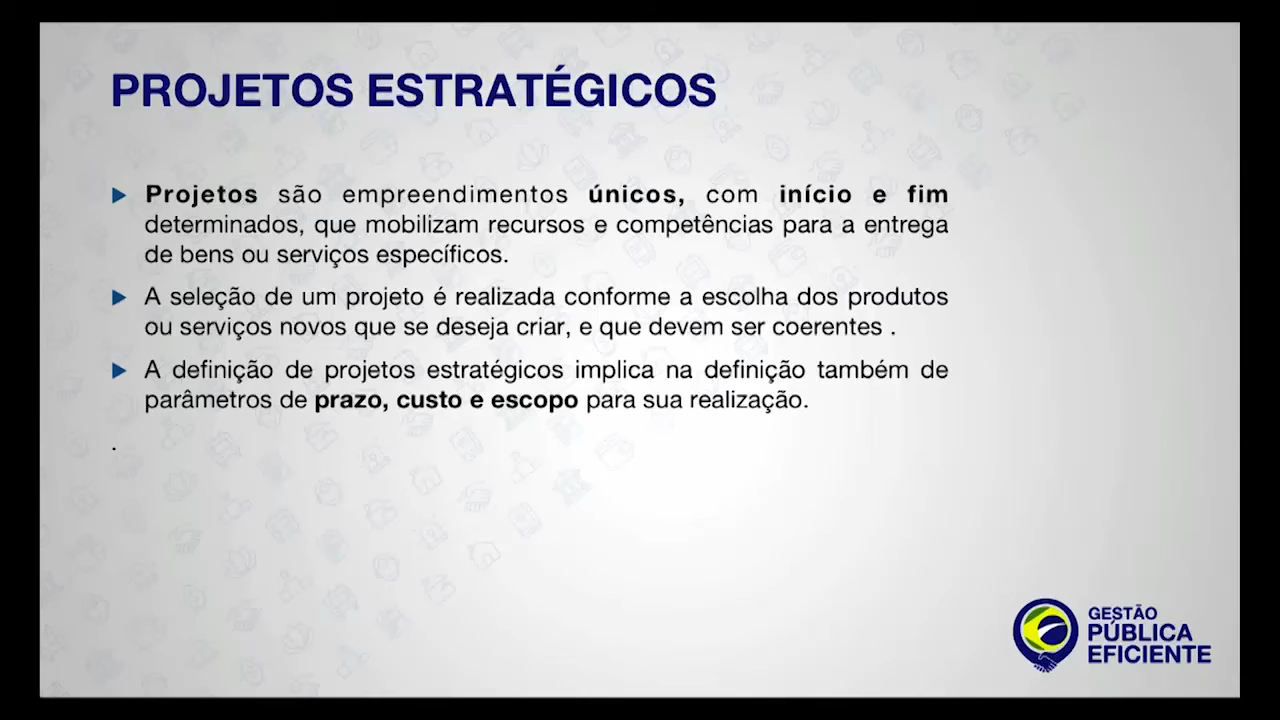 PROJETOS ESTRATÉGICOS
Projetos são empreendimentos únicos, com início e fim
determinados, que mobilizam recursos e competências para a entrega
de bens ou serviços específicos.
A seleção de um projeto é realizada conforme a escolha dos produtos
ou serviços novos que se deseja criar, e que devem ser coerentes .
A definição de projetos estratégicos implica na definição também de
parâmetros de prazo, custo e escopo para sua realização.
.
GESTÃO
PÚBLICA
EFICIENTE